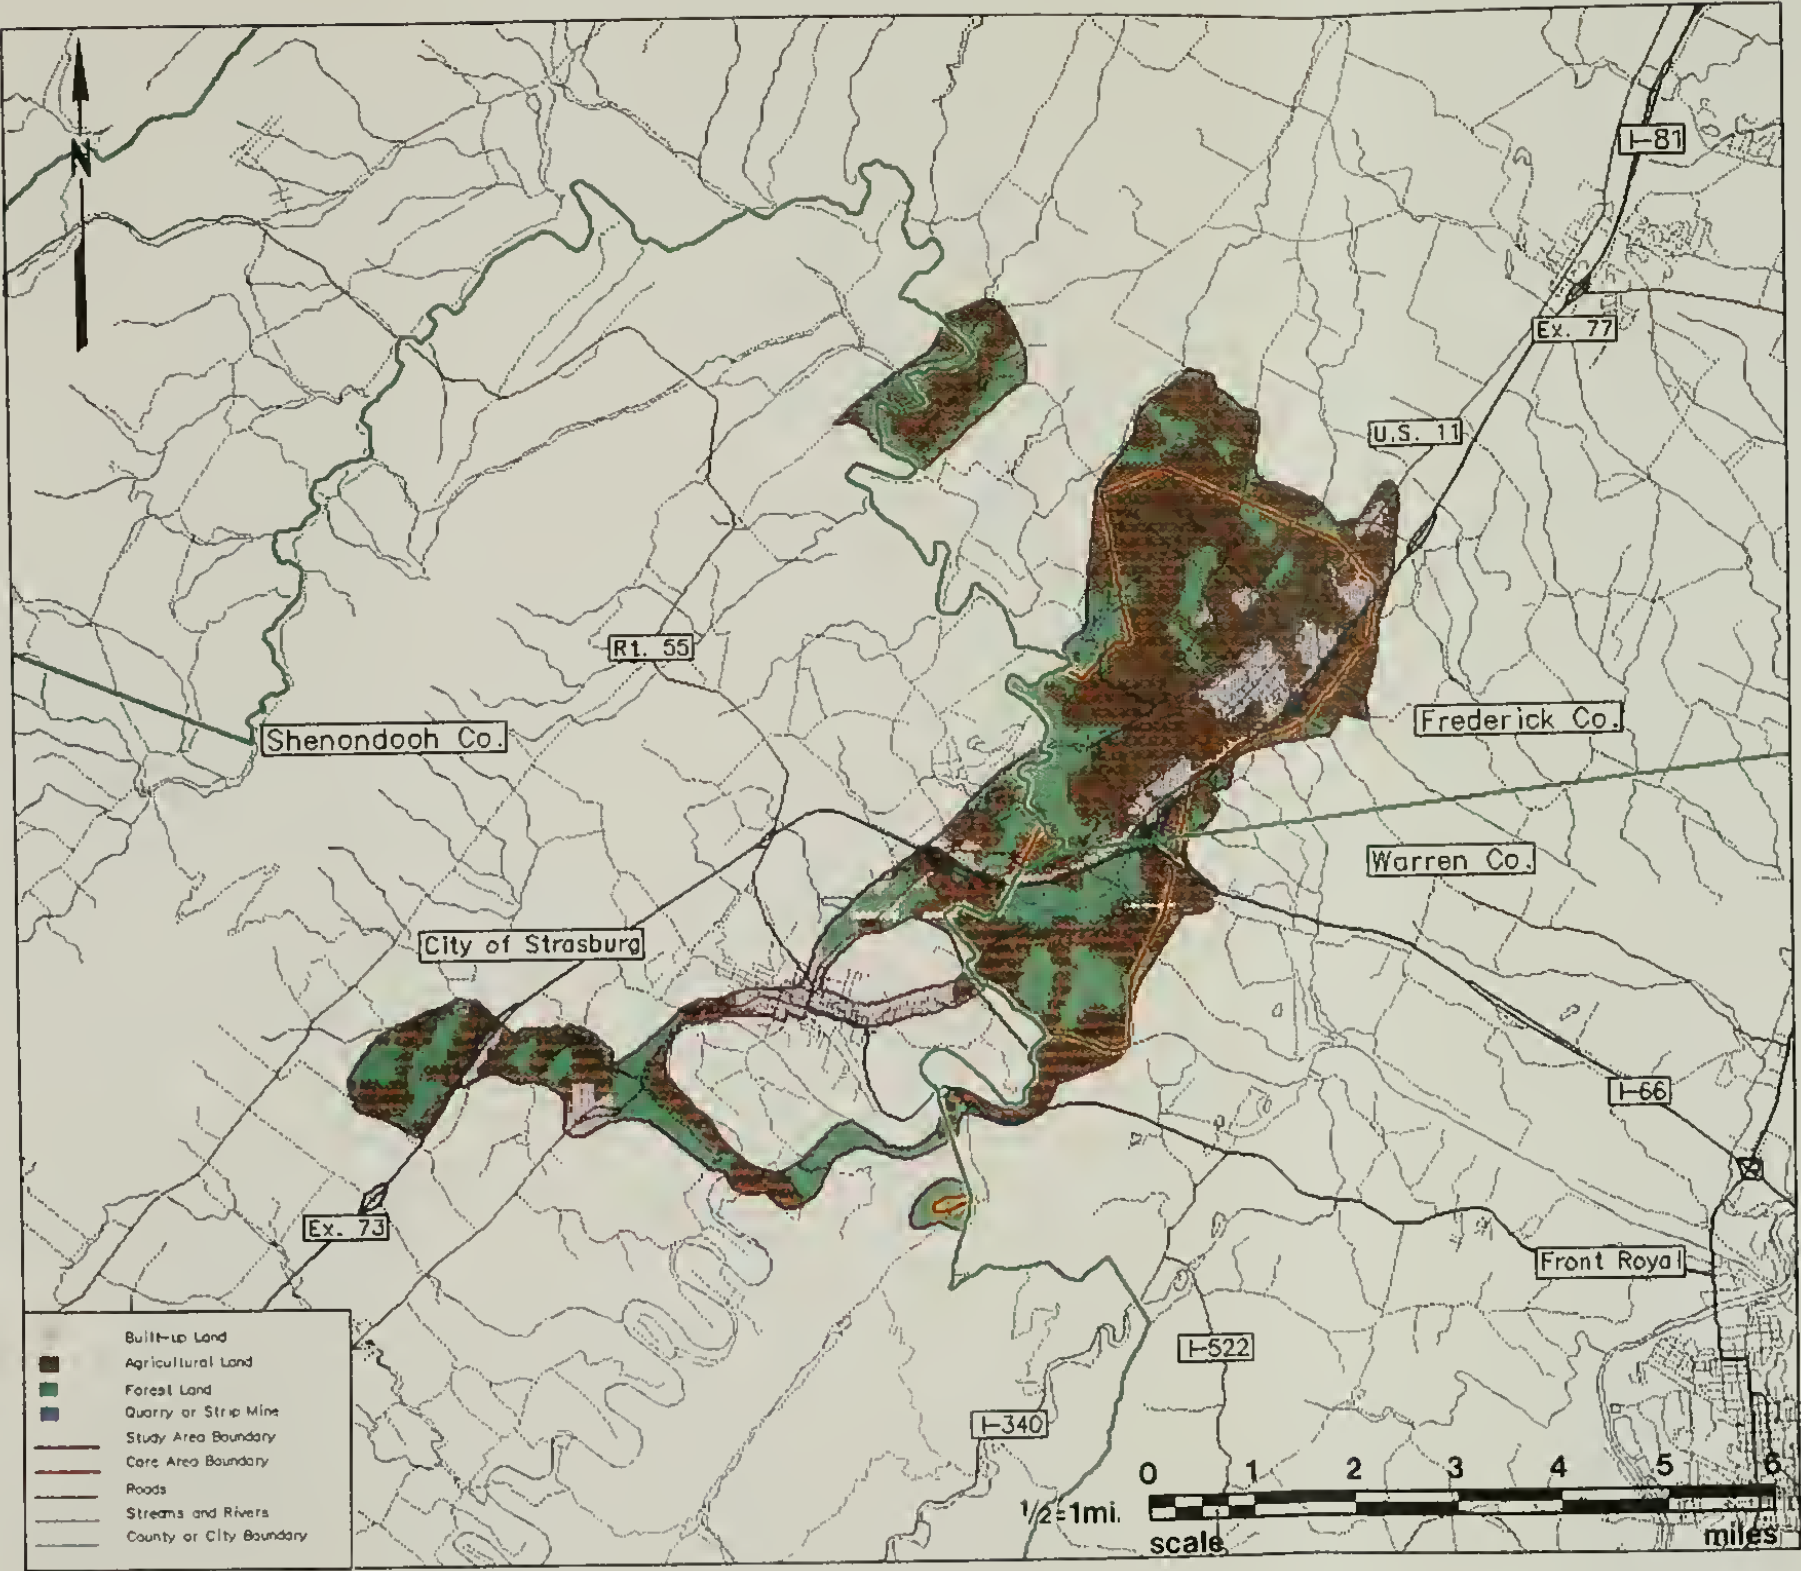 N
I-81
Ex. 77
U.S. 11
Rt. 55
Shenondooh Co.
Frederick Co.
Warren Co.
City of Strasburg
I-66
Ex. 73
Front Royal
I-522
I-340
Built-up Land
Agricultural Land
Forest Land
Quarry or Strip Mine
Study Area Boundary
Core Area Boundary
Roads
Streams and Rivers
County or City Boundary
0 1 2 3 4 5 6
1/2=1mi.
scale miles